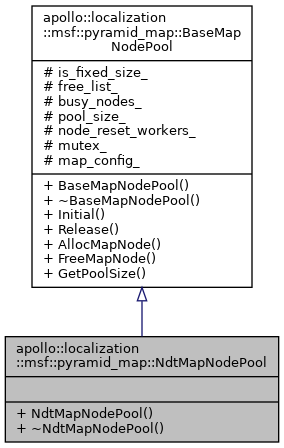 apollo::localization
::msf::pyramid_map::BaseMap
NodePool
# is_fixed_size_
# free_list_
# busy_nodes_
# pool_size_
# node_reset_workers_
# mutex_
# map_config_
+ BaseMapNodePool()
+ ~BaseMapNodePool()
+ Initial()
+ Release()
+ AllocMapNode()
+ FreeMapNode()
+ GetPoolSize()
apollo::localization
::msf::pyramid_map::NdtMapNodePool
+ NdtMapNodePool()
+ ~NdtMapNodePool()